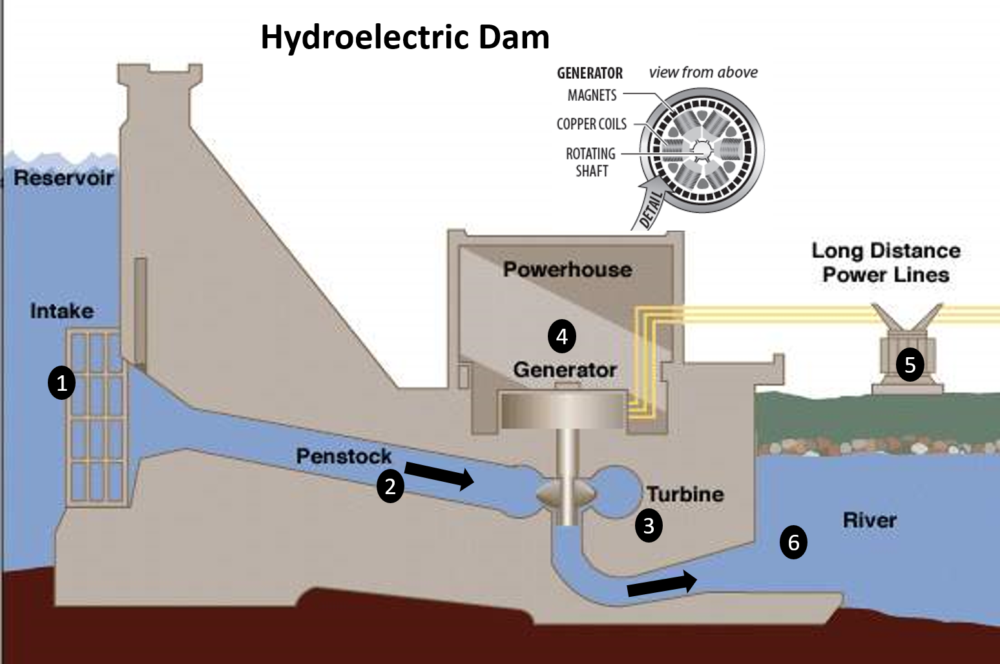 Hydroelectric Dam
GENERATOR view from above
MAGNETS
COPPER COILS
ROTATING
SHAFT
DETAIL
Reservoir
Intake
1
Penstock
2
Powerhouse
4
Generator
Turbine
3
Long Distance
Power Lines
5
River
6